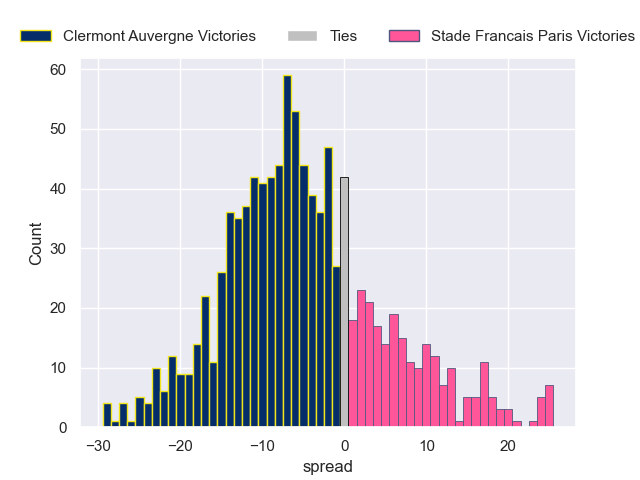 Clermont Auvergne Victories Ties Stade Francais Paris Victories
60
50
40
30
20
10
0
Count
−30 −20 −10 0 10 20
spread